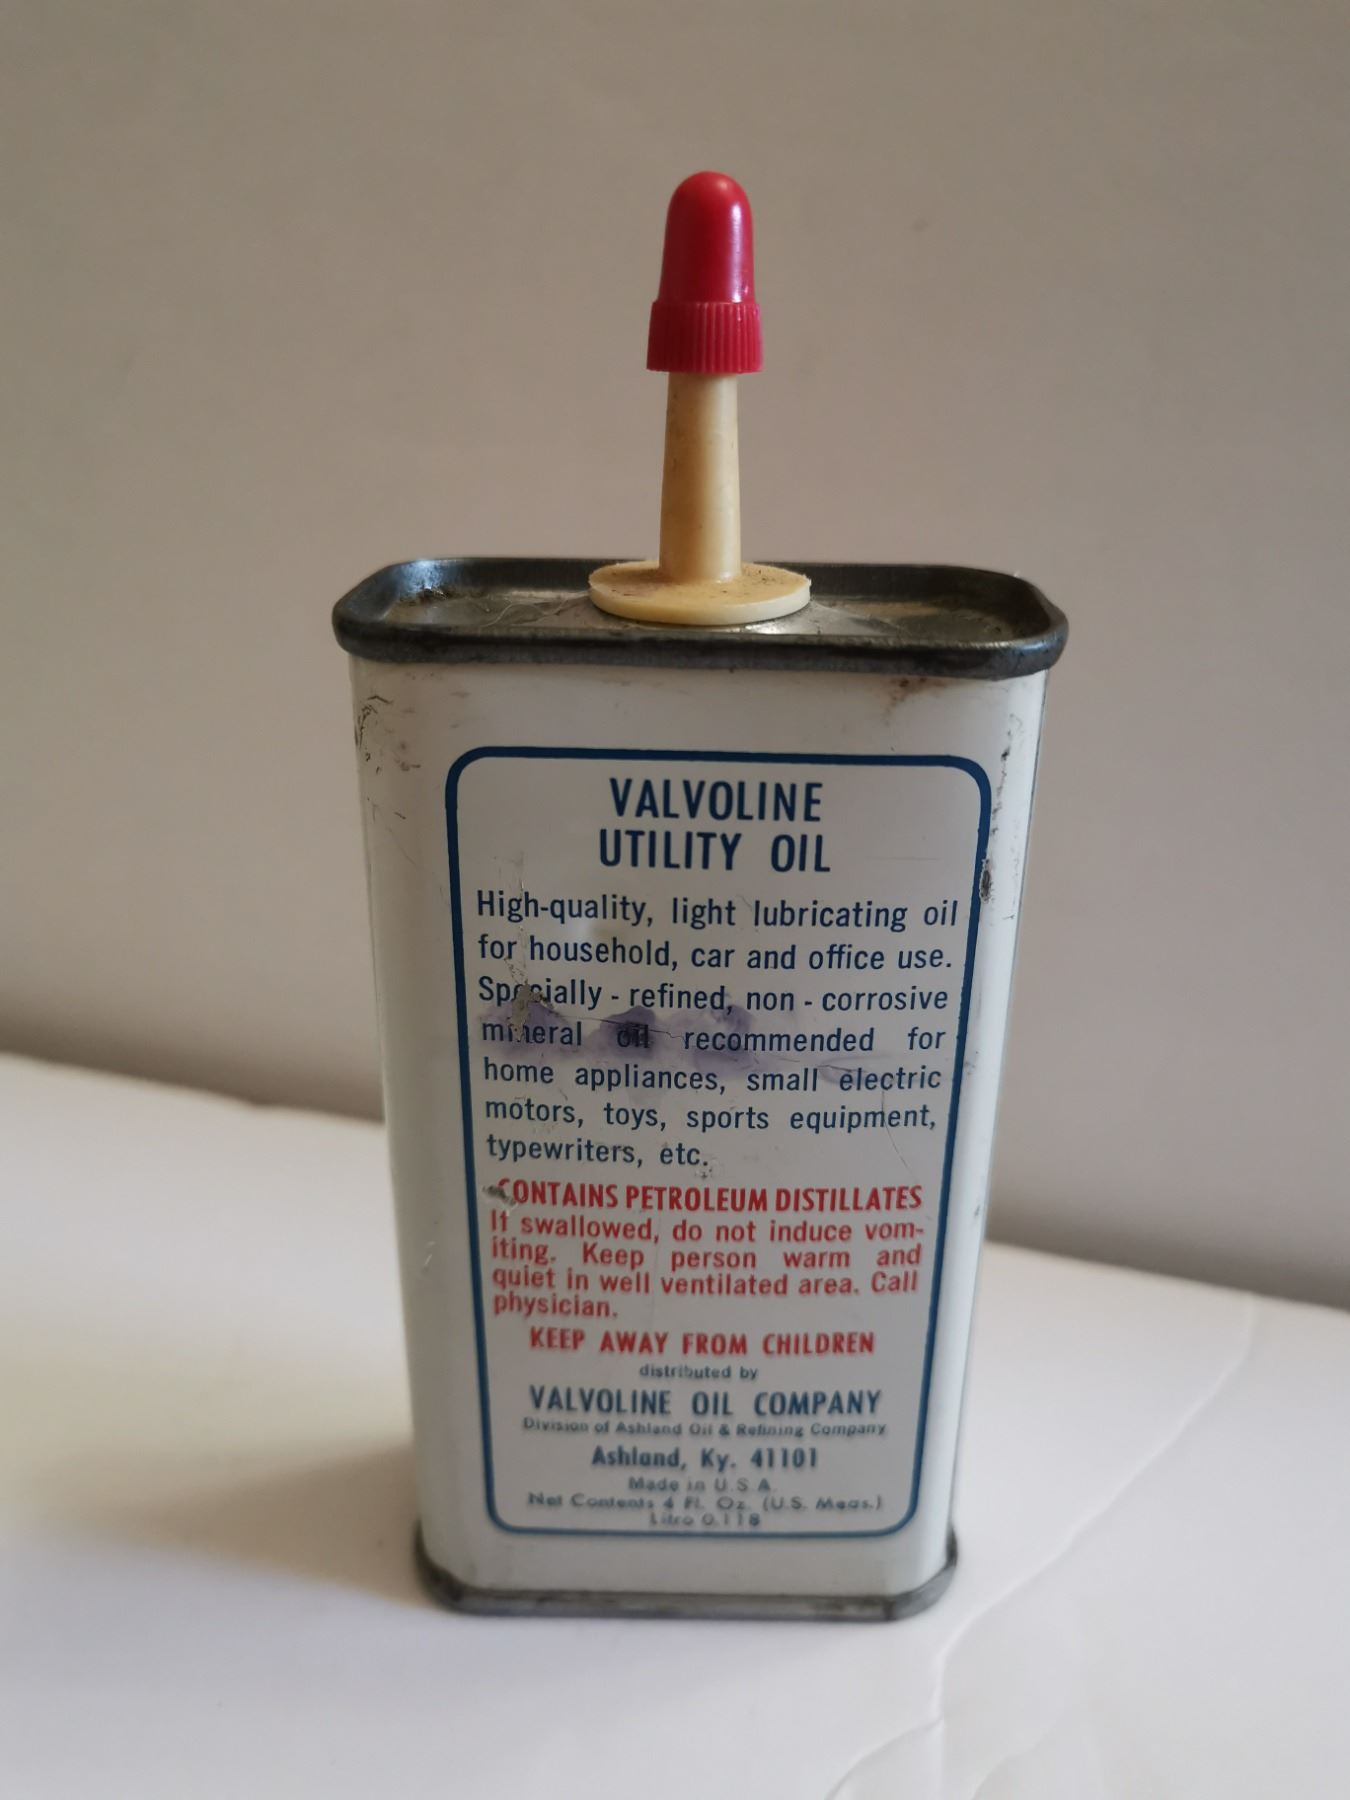 VALVOLINE
UTILITY OIL
High-quality, light lubricating oil
for household, car and office use.
Specially - refined, non - corrosive
mineral oil recommended for
home appliances, small electric
motors, toys, sports equipment,
typewriters, etc.
CONTAINS PETROLEUM DISTILLATES
If swallowed, do not induce vom-
iting. Keep person warm and
quiet in well ventilated area. Call
physician.
KEEP AWAY FROM CHILDREN
distributed by
VALVOLINE OIL COMPANY
Division of Ashland Oil & Refining Company
Ashland, Ky. 41101
Made in U.S.A.
Net Contents 4 Fl. Oz. (U.S. Meas.)
Litro 0.118